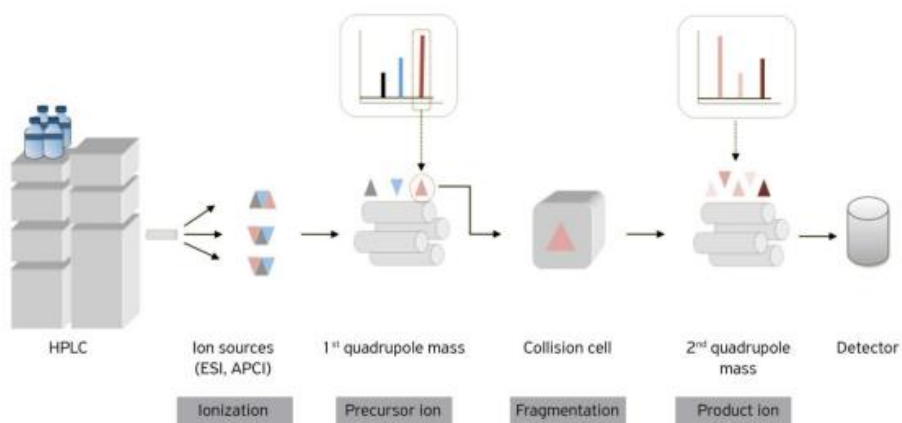 HPLC
Ion sources
(ESI, APCI)
1st quadrupole mass
Collision cell
2nd quadrupole
mass
Detector
Ionization
Precursor ion
Fragmentation
Product ion